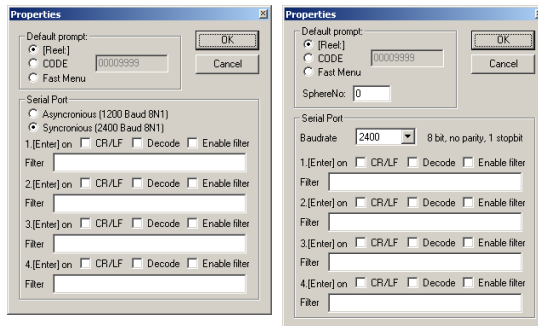 Properties
Default prompt:
[Reel:]
CODE 00009999
Fast Menu
OK
Cancel
Serial Port
Asyncronious (1200 Baud 8N1)
Syncronious (2400 Baud 8N1)
1.[Enter] on CR/LF Decode Enable filter
Filter
2.[Enter] on CR/LF Decode Enable filter
Filter
3.[Enter] on CR/LF Decode Enable filter
Filter
4.[Enter] on CR/LF Decode Enable filter
Filter
Properties
Default prompt:
[Reel:]
CODE 00009999
Fast Menu
SphereNo: 0
OK
Cancel
Serial Port
Baudrate 2400 8 bit, no parity, 1 stopbit
1.[Enter] on CR/LF Decode Enable filter
Filter
2.[Enter] on CR/LF Decode Enable filter
Filter
3.[Enter] on CR/LF Decode Enable filter
Filter
4.[Enter] on CR/LF Decode Enable filter
Filter